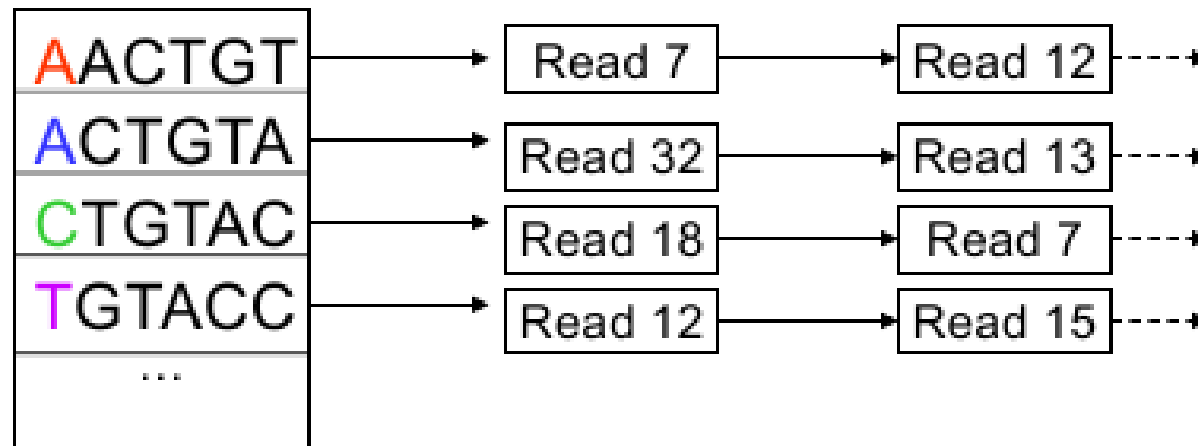 AACTGT Read 7 Read 12
ACTGTA Read 32 Read 13
CTGTAC Read 18 Read 7
TGTACC Read 12 Read 15
...